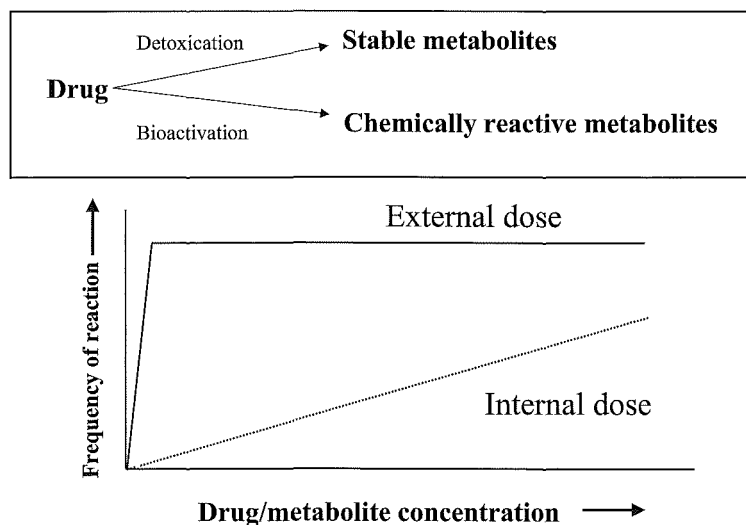 Detoxication
Stable metabolites
Drug
Bioactivation
Chemically reactive metabolites
External dose
Frequency of reaction
Internal dose
Drug/metabolite concentration